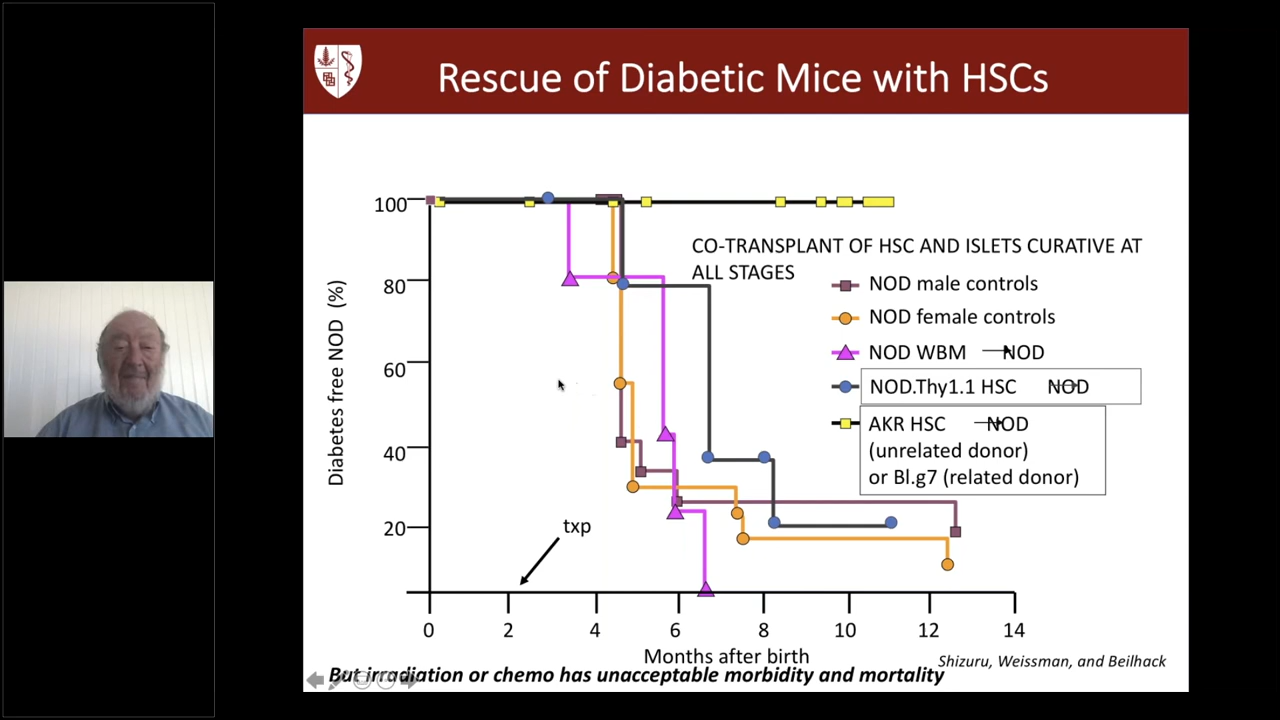 Rescue of Diabetic Mice with HSCs
CO-TRANSPLANT OF HSC AND ISLETS CURATIVE AT
ALL STAGES
NOD male controls
NOD female controls
NOD WBM → NOD
NOD.Thy1.1 HSC → NOD
AKR HSC → NOD
(unrelated donor)
or Bl.g7 (related donor)
Diabetes free NOD (%)
100
80
60
40
20
txp
0 2 4 6 8 10 12 14
Months after birth
Shizuru, Weissman, and Beilhack
But irradiation or chemo has unacceptable morbidity and mortality